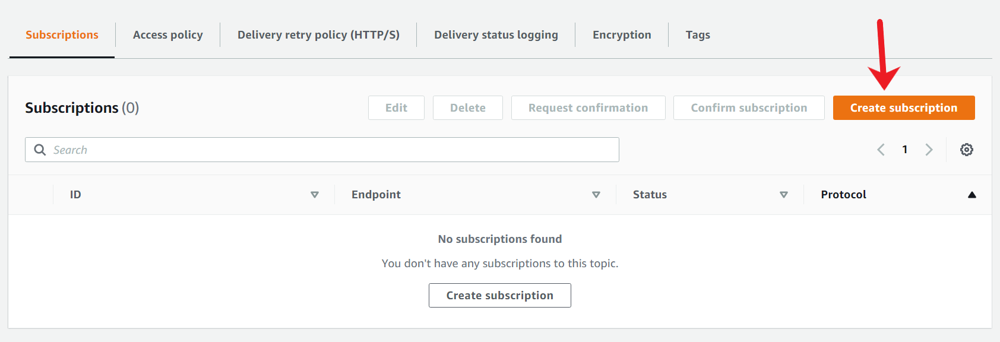 Subscriptions Access policy Delivery retry policy (HTTP/S) Delivery status logging Encryption Tags
Subscriptions (0) Edit Delete Request confirmation Confirm subscription Create subscription
Search 1
ID Endpoint Status Protocol
No subscriptions found
You don't have any subscriptions to this topic.
Create subscription